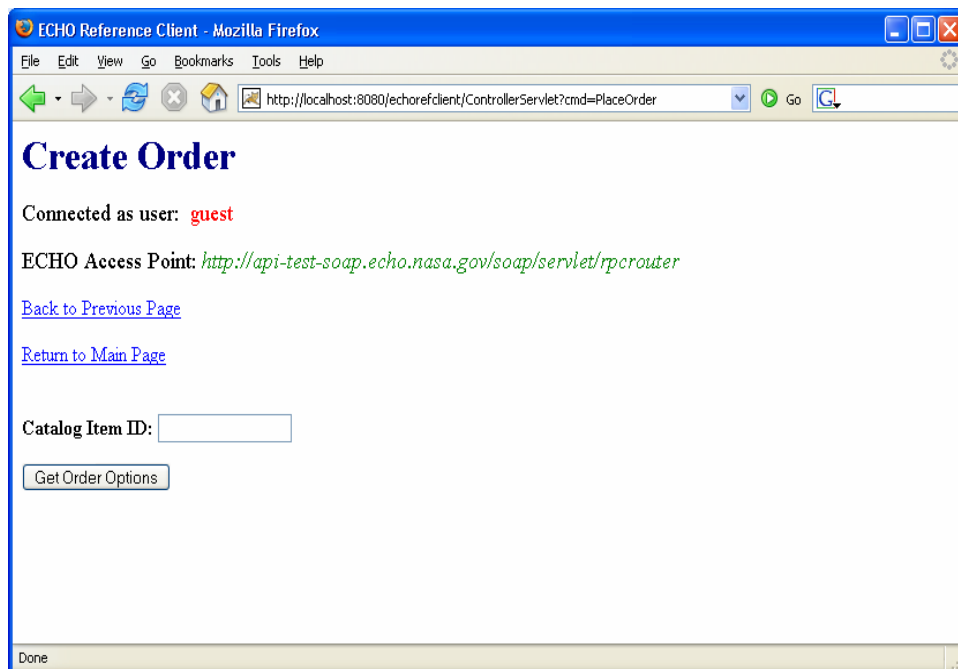 ECHO Reference Client - Mozilla Firefox
File Edit View Go Bookmarks Tools Help
http://localhost:8080/echorefclient/ControllerServlet?cmd=PlaceOrder Go G
Create Order
Connected as user: guest
ECHO Access Point: http://api-test-soap.echo.nasa.gov/soap/servlet/rpcrouter
Back to Previous Page
Return to Main Page
Catalog Item ID:
Get Order Options
Done